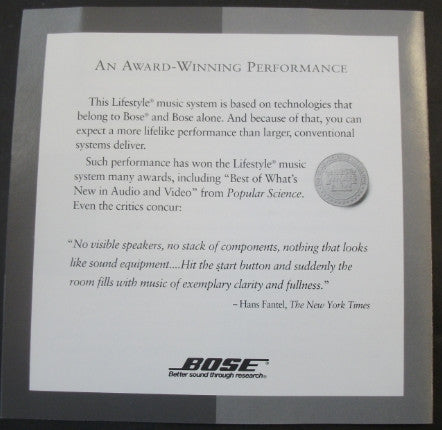 AN AWARD-WINNING PERFORMANCE
This Lifestyle® music system is based on technologies that
belong to Bose® and Bose alone. And because of that, you can
expect a more lifelike performance than larger, conventional
systems deliver.
Such performance has won the Lifestyle® music
system many awards, including "Best of What's
New in Audio and Video" from Popular Science.
Even the critics concur:
"No visible speakers, no stack of components, nothing that looks
like sound equipment....Hit the start button and suddenly the
room fills with music of exemplary clarity and fullness."
– Hans Fantel, The New York Times
BOSE®
Better sound through research®